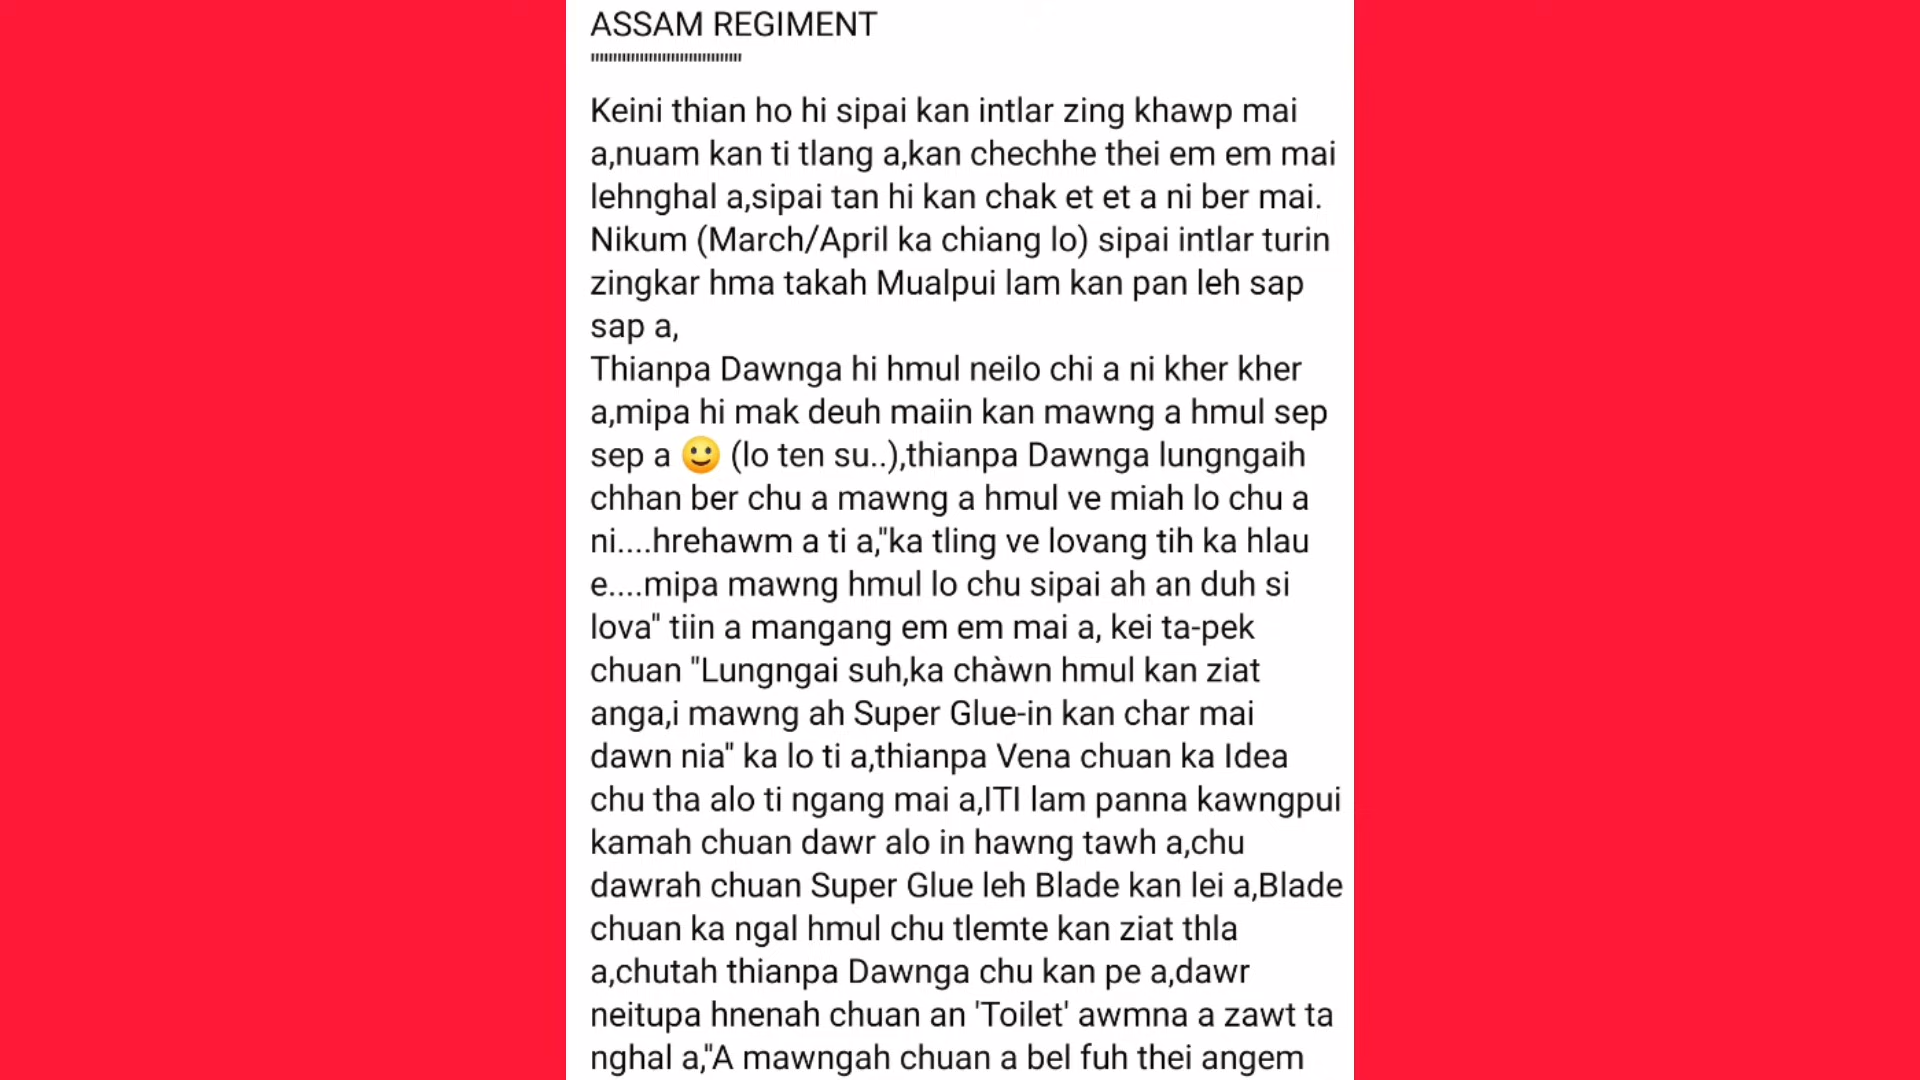 ASSAM REGIMENT
""""""""""""""""""""""""""""""""
Keini thian ho hi sipai kan intlar zing khawp mai
a,nuam kan ti tlang a,kan chechhe thei em em mai
lehnghal a,sipai tan hi kan chak et et a ni ber mai.
Nikum (March/April ka chiang lo) sipai intlar turin
zingkar hma takah Mualpui lam kan pan leh sap
sap a,
Thianpa Dawnga hi hmul neilo chi a ni kher kher
a,mipa hi mak deuh maiin kan mawng a hmul sep
sep a 🙂 (lo ten su..),thianpa Dawnga lungngaih
chhan ber chu a mawng a hmul ve miah lo chu a
ni....hrehawm a ti a,"ka tling ve lovang tih ka hlau
e....mipa mawng hmul lo chu sipai ah an duh si
lova" tiin a mangang em em mai a, kei ta-pek
chuan "Lungngai suh,ka chàwn hmul kan ziat
anga,i mawng ah Super Glue-in kan char mai
dawn nia" ka lo ti a,thianpa Vena chuan ka Idea
chu tha alo ti ngang mai a,ITI lam panna kawngpui
kamah chuan dawr alo in hawng tawh a,chu
dawrah chuan Super Glue leh Blade kan lei a,Blade
chuan ka ngal hmul chu tlemte kan ziat thla
a,chutah thianpa Dawnga chu kan pe a,dawr
neitupa hnenah chuan an 'Toilet' awmna a zawt ta
nghal a,"A mawngah chuan a bel fuh thei angem